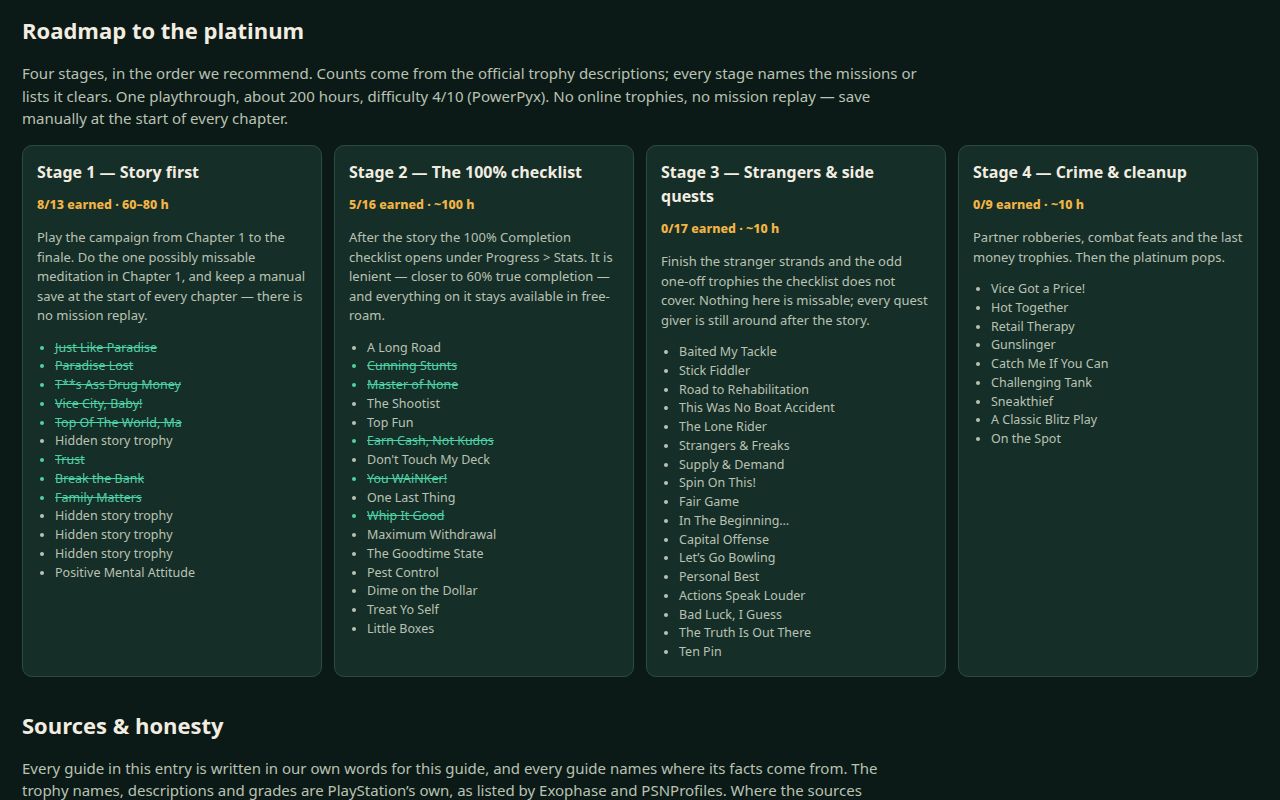 Roadmap to the platinum
Four stages, in the order we recommend. Counts come from the official trophy descriptions; every stage names the missions or
lists it clears. One playthrough, about 200 hours, difficulty 4/10 (PowerPyx). No online trophies, no mission replay — save
manually at the start of every chapter.
Stage 1 — Story first
8/13 earned · 60–80 h
Play the campaign from Chapter 1 to the
finale. Do the one possibly missable
meditation in Chapter 1, and keep a manual
save at the start of every chapter — there is
no mission replay.
Just Like Paradise
Paradise Lost
T**s Ass Drug Money
Vice City, Baby!
Top Of The World, Ma
Hidden story trophy
Trust
Break the Bank
Family Matters
Hidden story trophy
Hidden story trophy
Hidden story trophy
Positive Mental Attitude
Stage 2 — The 100% checklist
5/16 earned · ~100 h
After the story the 100% Completion
checklist opens under Progress > Stats. It is
lenient — closer to 60% true completion —
and everything on it stays available in free-
roam.
A Long Road
Cunning Stunts
Master of None
The Shootist
Top Fun
Earn Cash, Not Kudos
Don't Touch My Deck
You WAiNKer!
One Last Thing
Whip It Good
Maximum Withdrawal
The Goodtime State
Pest Control
Dime on the Dollar
Treat Yo Self
Little Boxes
Stage 3 — Strangers & side
quests
0/17 earned · ~10 h
Finish the stranger strands and the odd
one-off trophies the checklist does not
cover. Nothing here is missable; every quest
giver is still around after the story.
Baited My Tackle
Stick Fiddler
Road to Rehabilitation
This Was No Boat Accident
The Lone Rider
Strangers & Freaks
Supply & Demand
Spin On This!
Fair Game
In The Beginning...
Capital Offense
Let's Go Bowling
Personal Best
Actions Speak Louder
Bad Luck, I Guess
The Truth Is Out There
Ten Pin
Stage 4 — Crime & cleanup
0/9 earned · ~10 h
Partner robberies, combat feats and the last
money trophies. Then the platinum pops.
Vice Got a Price!
Hot Together
Retail Therapy
Gunslinger
Catch Me If You Can
Challenging Tank
Sneakthief
A Classic Blitz Play
On the Spot
Sources & honesty
Every guide in this entry is written in our own words for this guide, and every guide names where its facts come from. The
trophy names, descriptions and grades are PlayStation's own, as listed by Exophase and PSNProfiles. Where the sources